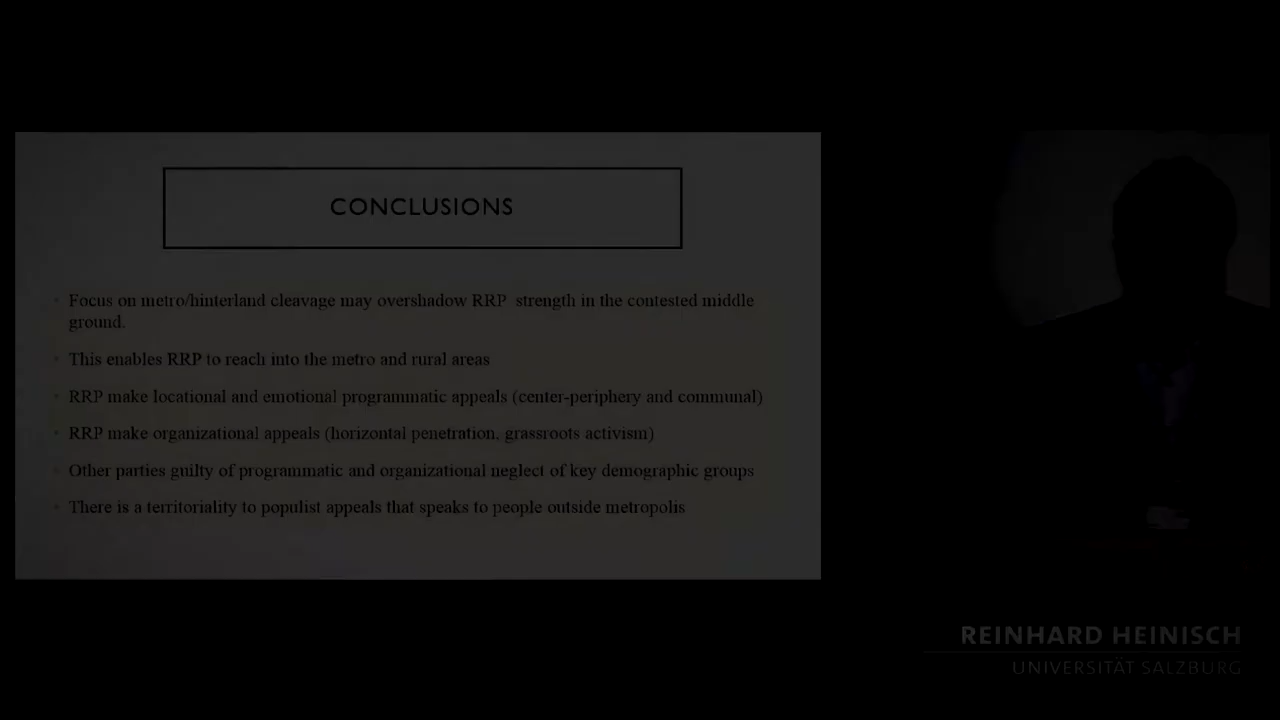 CONCLUSIONS
• Focus on metro/hinterland cleavage may overshadow RRP strength in the contested middle
ground.
• This enables RRP to reach into the metro and rural areas
• RRP make locational and emotional programmatic appeals (center-periphery and communal)
• RRP make organizational appeals (horizontal penetration, grassroots activism)
• Other parties guilty of programmatic and organizational neglect of key demographic groups
• There is a territoriality to populist appeals that speaks to people outside metropolis
REINHARD HEINISCH
UNIVERSITÄT SALZBURG